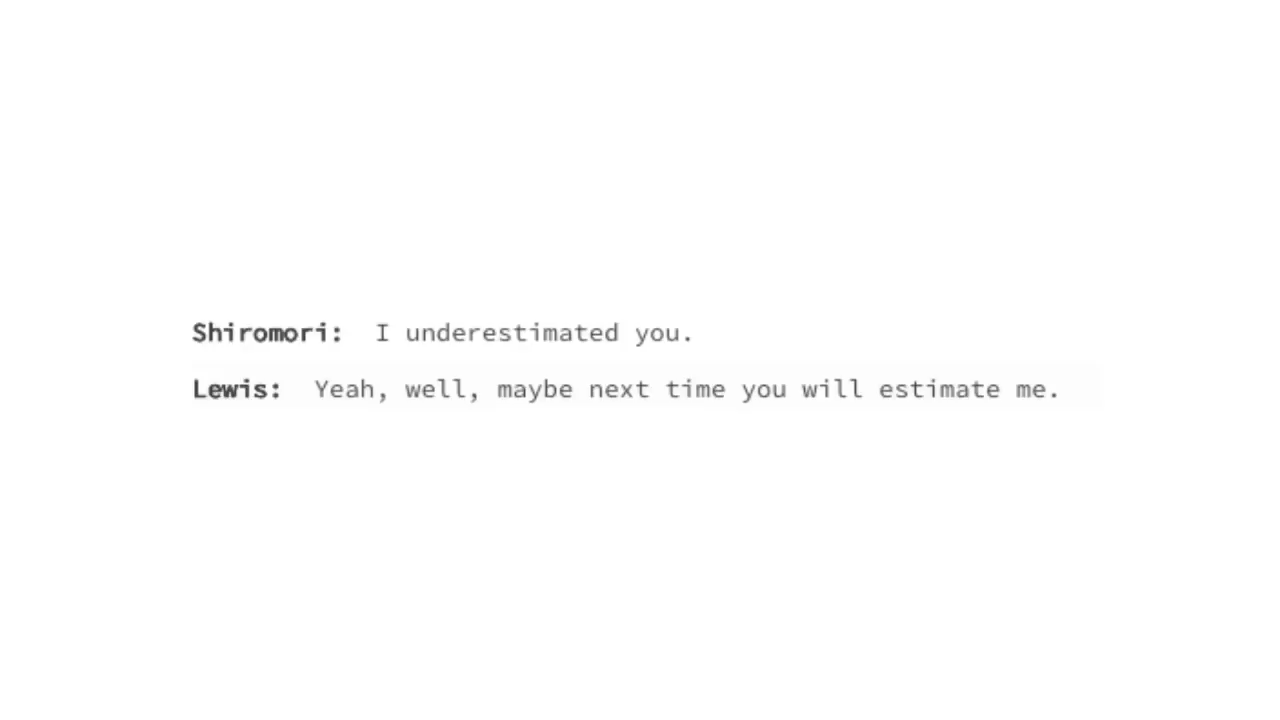 Shiromori: I underestimated you.
Lewis: Yeah, well, maybe next time you will estimate me.